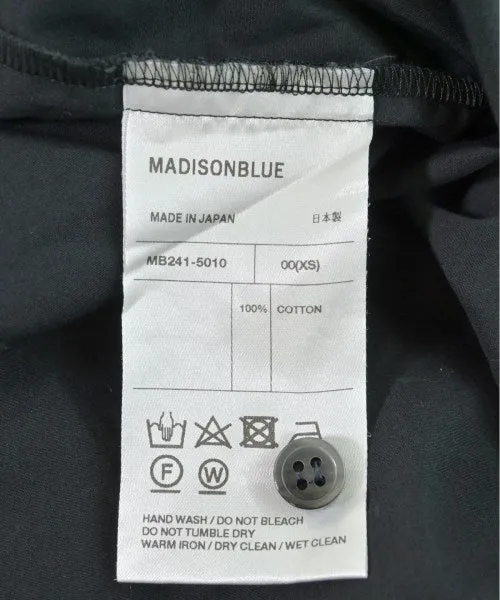 MADISONBLUE
MADE IN JAPAN 日本製
MB241-5010 00(XS)
100% COTTON
F W
HAND WASH / DO NOT BLEACH
DO NOT TUMBLE DRY
WARM IRON / DRY CLEAN / WET CLEAN